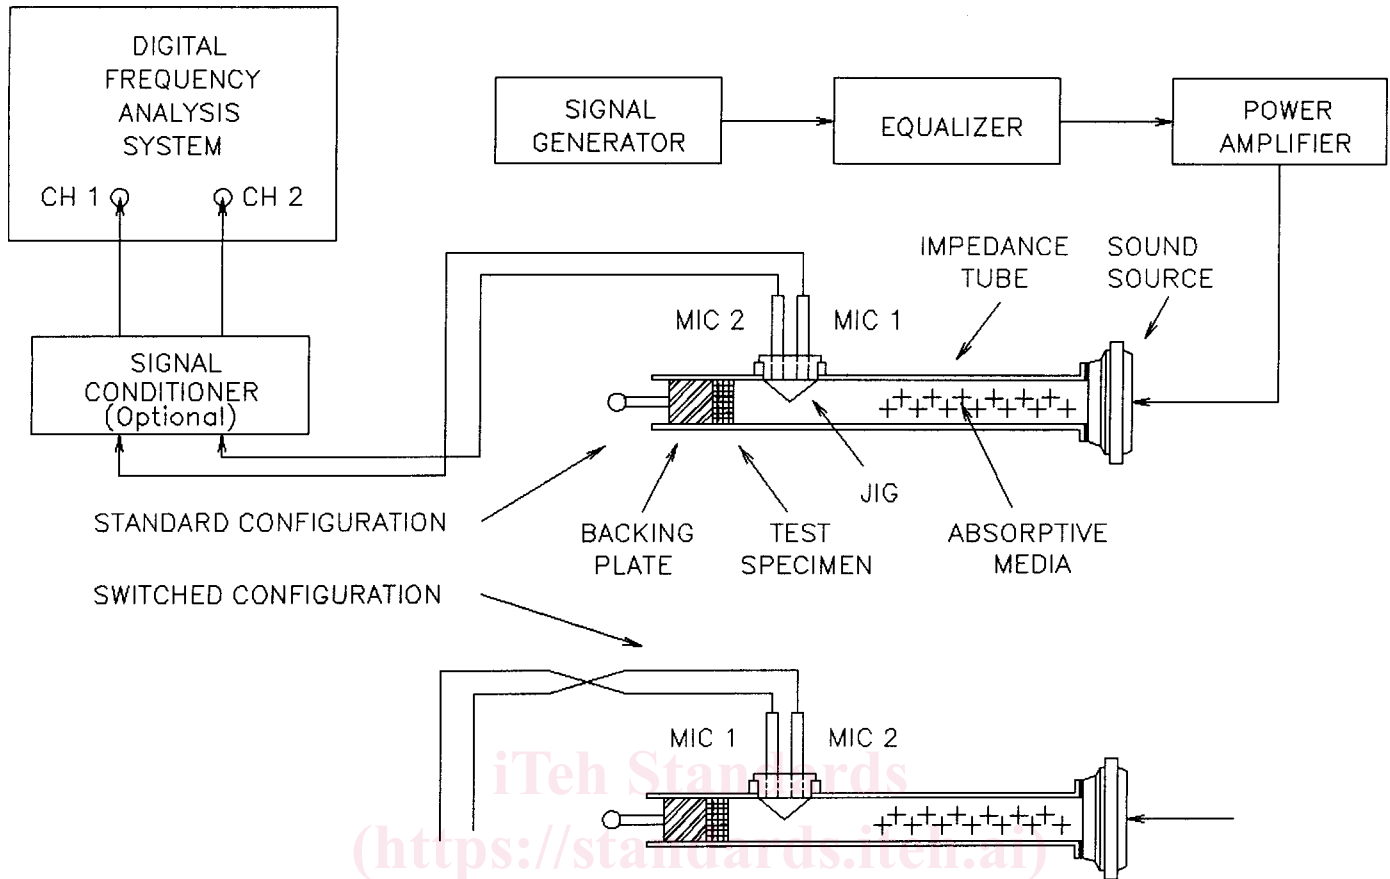 DIGITAL
FREQUENCY
ANALYSIS
SYSTEM
CH 1
CH 2
SIGNAL
GENERATOR
EQUALIZER
POWER
AMPLIFIER
IMPEDANCE
TUBE
SOUND
SOURCE
MIC 2
MIC 1
SIGNAL
CONDITIONER
(Optional)
JIG
STANDARD CONFIGURATION
BACKING
PLATE
TEST
SPECIMEN
ABSORPTIVE
MEDIA
SWITCHED CONFIGURATION
MIC 1
MIC 2
iTeh Standards
(https://standards.iteh.ai)